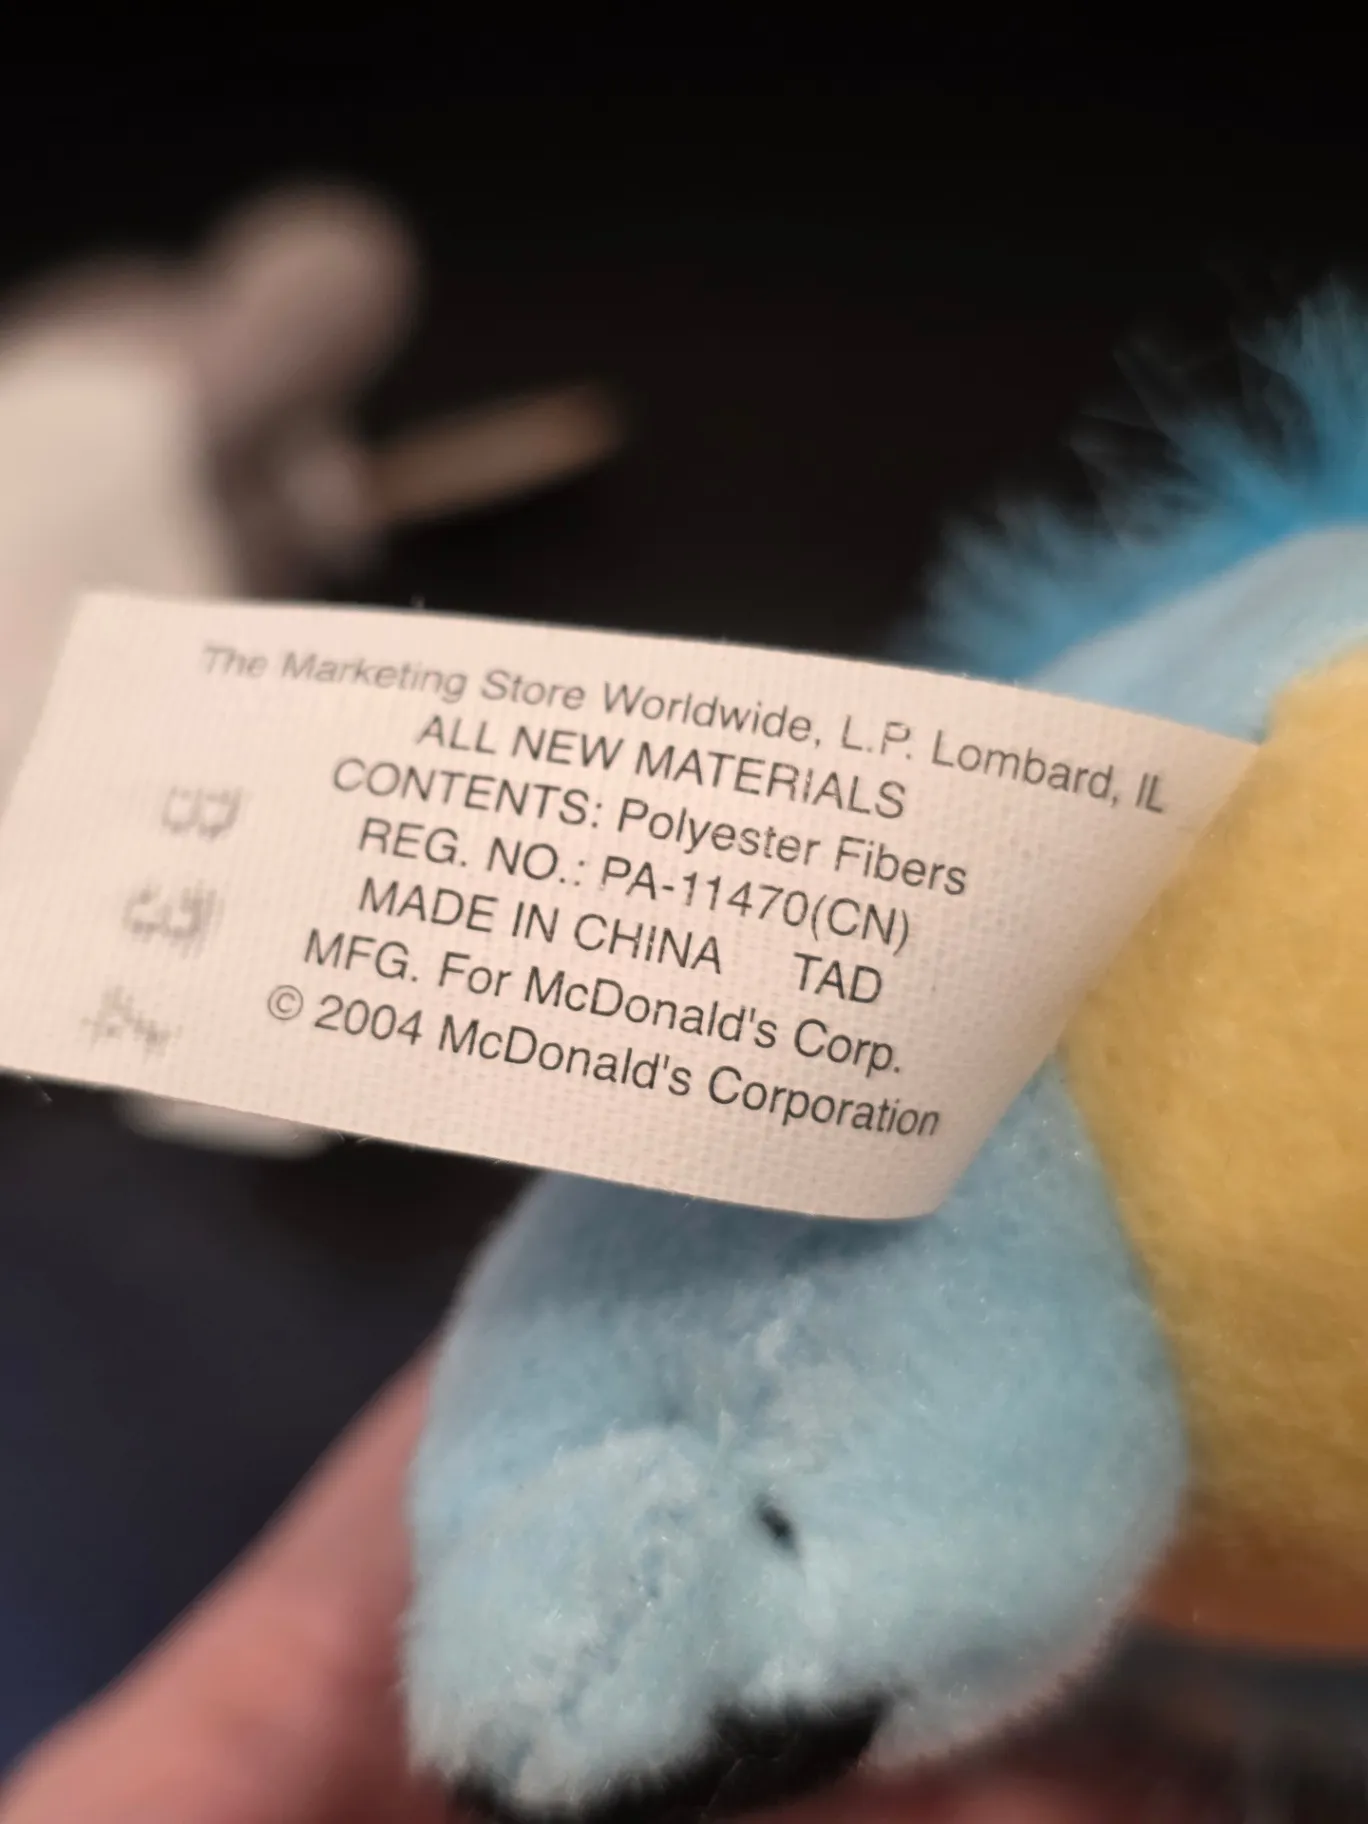 The Marketing Store Worldwide, L.P. Lombard, IL
ALL NEW MATERIALS
CONTENTS: Polyester Fibers
REG. NO.: PA-11470(CN)
MADE IN CHINA TAD
MFG. For McDonald's Corp.
© 2004 McDonald's Corporation